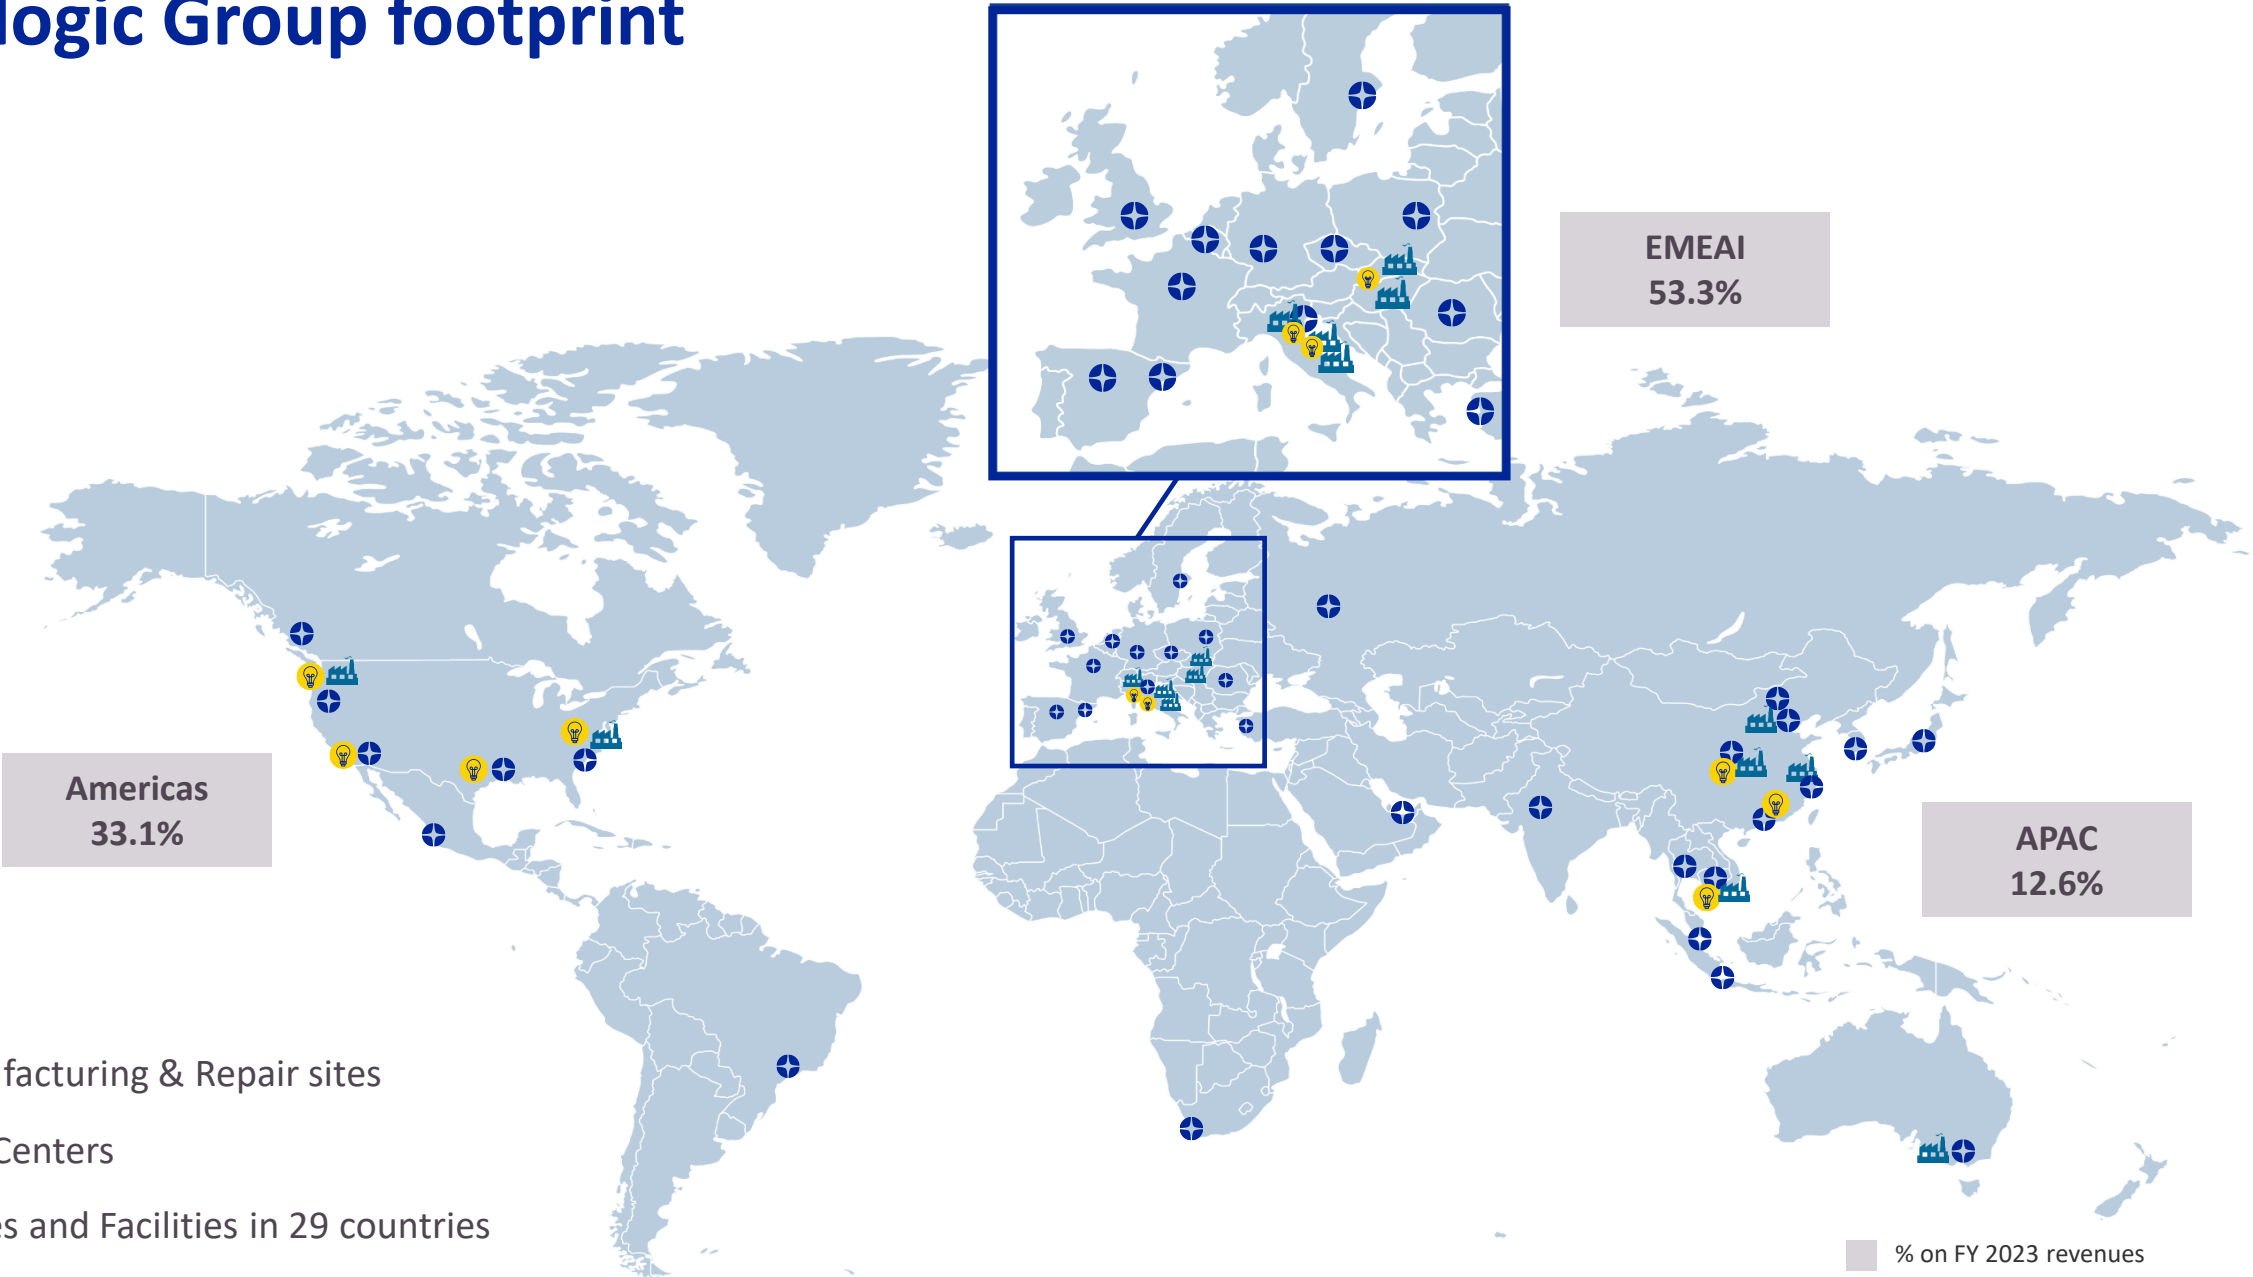 logic Group footprint
EMEAI
53.3%
Americas
33.1%
APAC
12.6%
facturing & Repair sites
Centers
es and Facilities in 29 countries
% on FY 2023 revenues